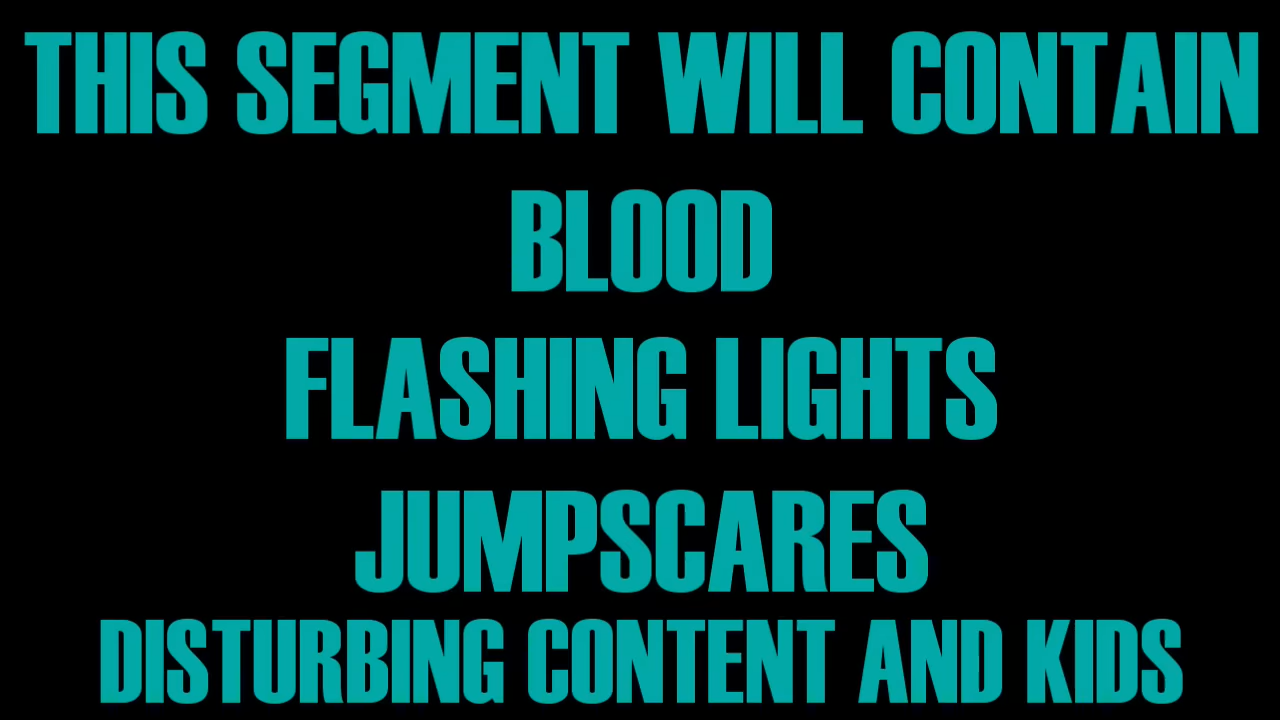 THIS SEGMENT WILL CONTAIN
BLOOD
FLASHING LIGHTS
JUMPSCARES
DISTURBING CONTENT AND KIDS